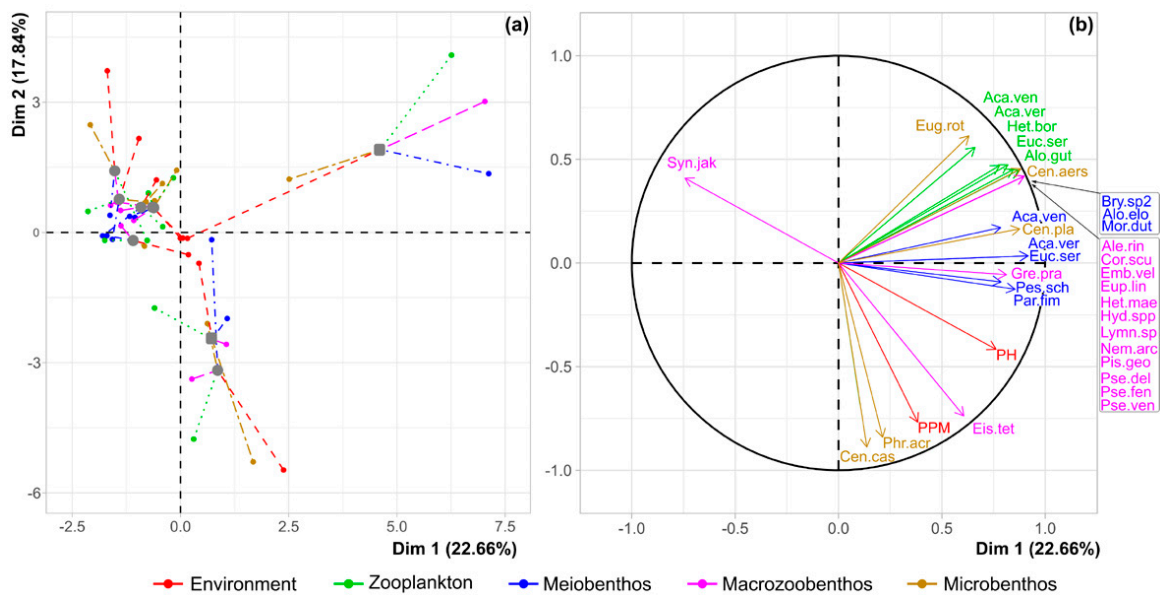 (a)
Dim 2 (17.84%)
3
0
-3
-6
-2.5
0.0
2.5
5.0
7.5
Dim 1 (22.66%)
(b)
1.0
0.5
0.0
-0.5
-1.0
Aca.ven
Aca.ver
Het.bor
Euc.ser
Alo.gut
Eug.rot
Cen.aers
Syn.jak
Bry.sp2
Alo.elo
Mor.dut
Aca.ven
Cen.pla
Aca.ver
Euc.ser
Gre.pra
Pes.sch
Par.fim
Ale.rin
Cor.scu
Emb.vel
Eup.lin
Het.mae
Hyd.spp
Lymn.sp
Nem.arc
Pis.geo
Pse.del
Pse.fen
Pse.ven
PH
PPM
Eis.tet
Phr.acr
Cen.cas
-1.0
-0.5
0.0
0.5
1.0
Dim 1 (22.66%)
Environment
Zooplankton
Meiobenthos
Macrozoobenthos
Microbenthos